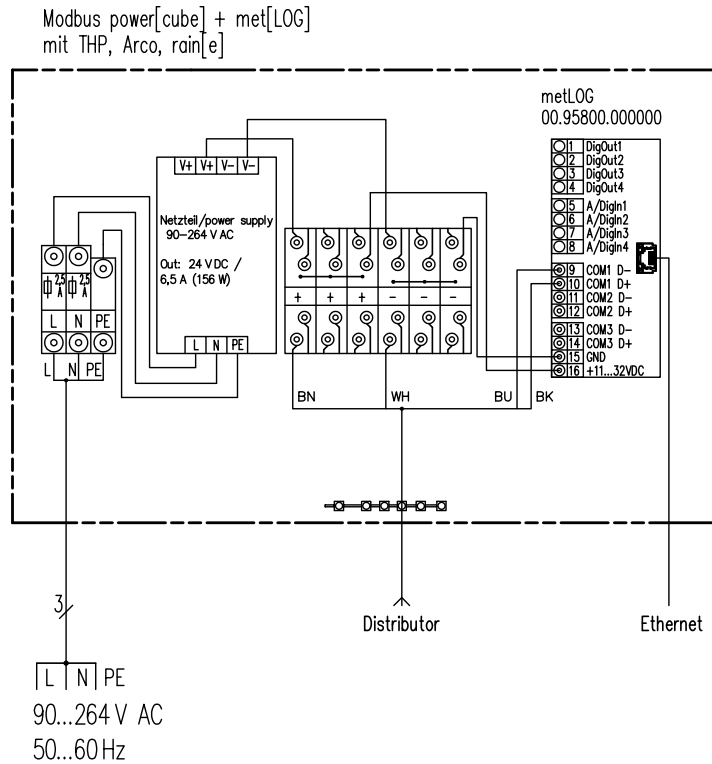 Modbus power[cube] + met[LOG]
mit THP, Arco, rain[e]
metLOG
00.95800.000000
V+ V+ V- V-
Netzteil/power supply
90-264 V AC
Out: 24 VDC /
6,5 A (156 W)
L N PE
2,5 A 2,5 A
L N PE
L N PE
+ + + - - -
1 DigOut1
2 DigOut2
3 DigOut3
4 DigOut4
5 A/DigIn1
6 A/DigIn2
7 A/DigIn3
8 A/DigIn4
9 COM1 D-
10 COM1 D+
11 COM2 D-
12 COM2 D+
13 COM3 D-
14 COM3 D+
15 GND
16 +11...32VDC
BN WH BU BK
3
Distributor
Ethernet
L N PE
90...264 V AC
50...60 Hz